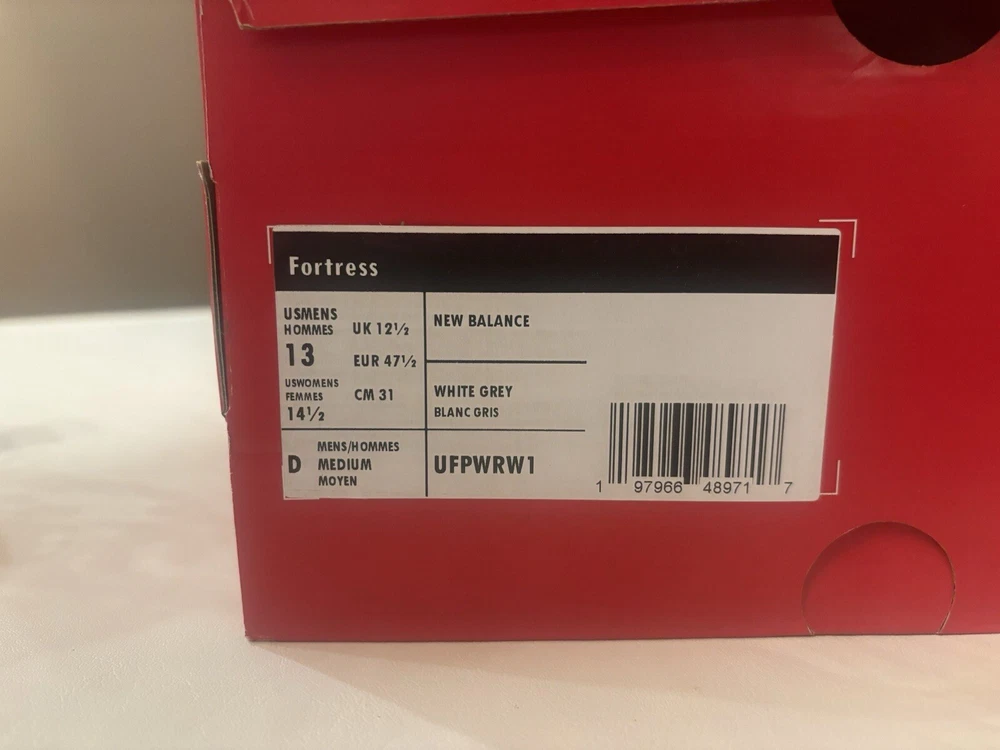 Fortress
USMENS
HOMMES
13
UK 12½
EUR 47½
USWOMENS
FEMMES
14½
CM 31
NEW BALANCE
WHITE GREY
BLANC GRIS
D
MENS/HOMMES
MEDIUM
MOYEN
UFPWRW1
1 97966 48971 7